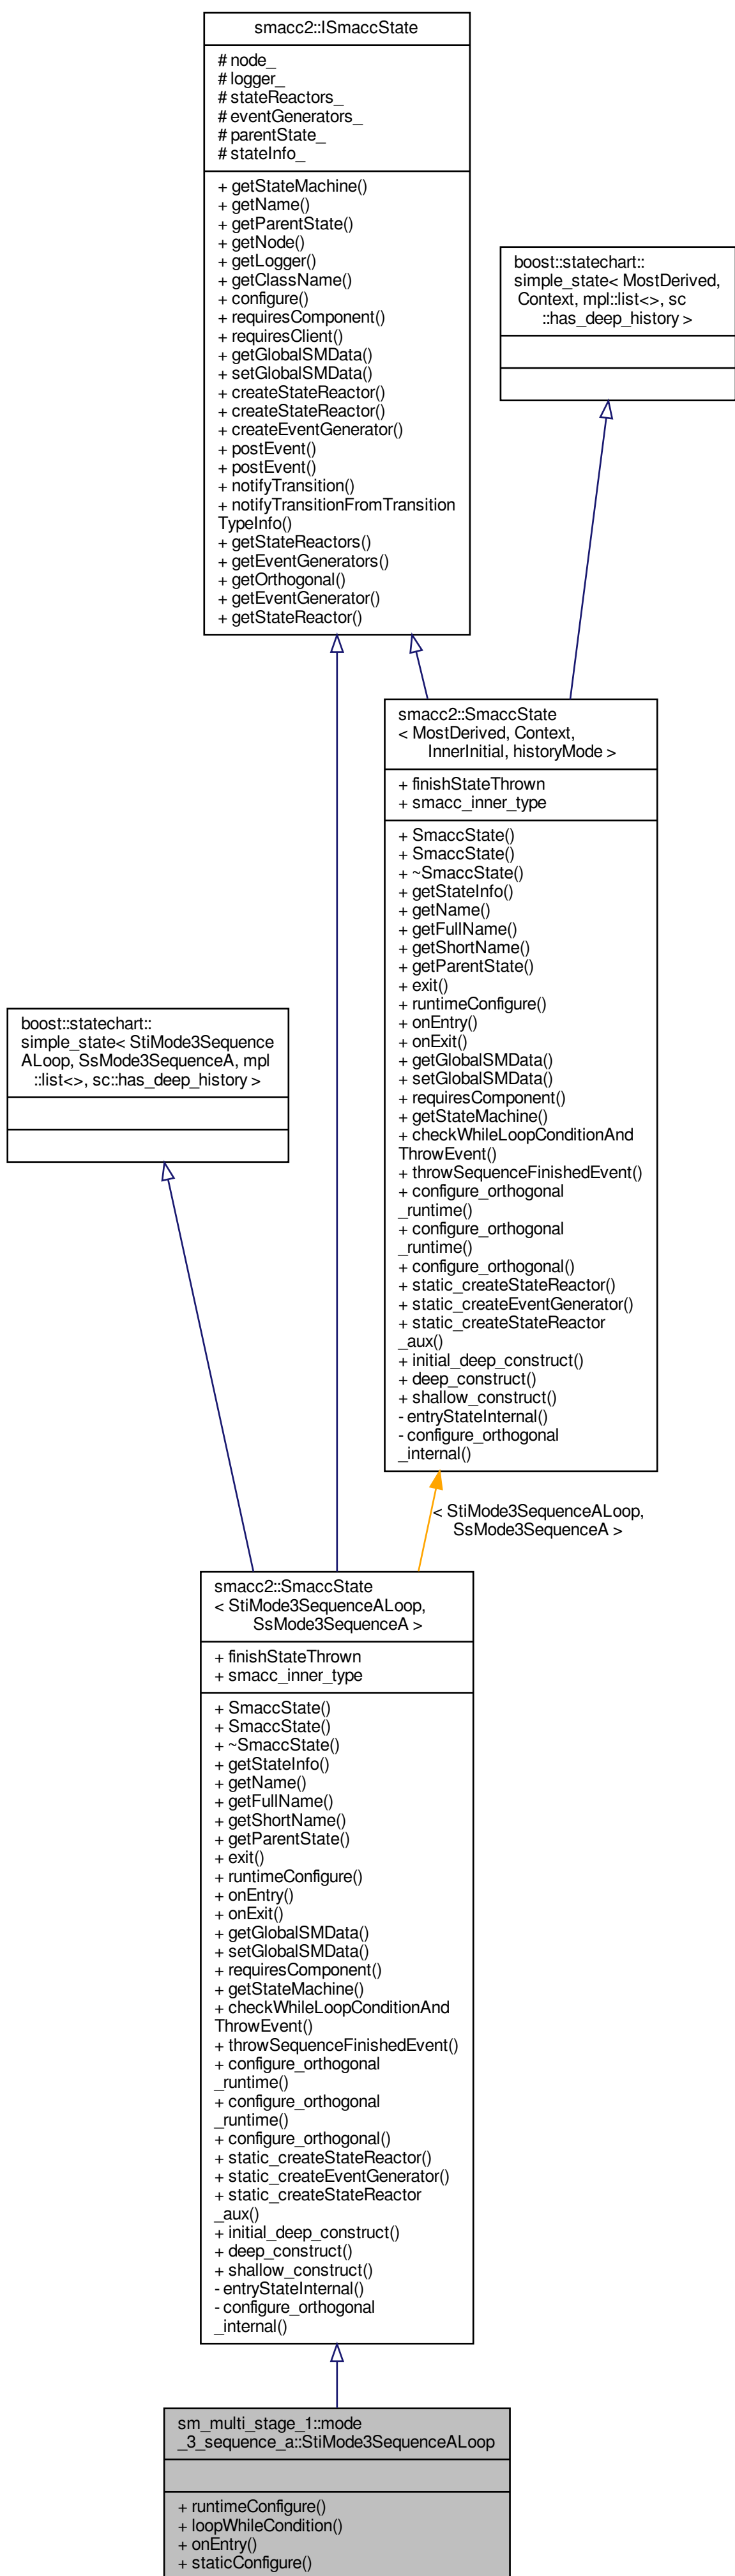 smacc2::ISmaccState
# node_
# logger_
# stateReactors_
# eventGenerators_
# parentState_
# stateInfo_
+ getStateMachine()
+ getName()
+ getParentState()
+ getNode()
+ getLogger()
+ getClassName()
+ configure()
+ requiresComponent()
+ requiresClient()
+ getGlobalSMData()
+ setGlobalSMData()
+ createStateReactor()
+ createStateReactor()
+ createEventGenerator()
+ postEvent()
+ postEvent()
+ notifyTransition()
+ notifyTransitionFromTransition
TypeInfo()
+ getStateReactors()
+ getEventGenerators()
+ getOrthogonal()
+ getEventGenerator()
+ getStateReactor()
boost::statechart::
simple_state< MostDerived,
Context, mpl::list<>, sc
::has_deep_history >
smacc2::SmaccState
< MostDerived, Context,
InnerInitial, historyMode >
+ finishStateThrown
+ smacc_inner_type
+ SmaccState()
+ SmaccState()
+ ~SmaccState()
+ getStateInfo()
+ getName()
+ getFullName()
+ getShortName()
+ getParentState()
+ exit()
+ runtimeConfigure()
+ onEntry()
+ onExit()
+ getGlobalSMData()
+ setGlobalSMData()
+ requiresComponent()
+ getStateMachine()
+ checkWhileLoopConditionAnd
ThrowEvent()
+ throwSequenceFinishedEvent()
+ configure_orthogonal
_runtime()
+ configure_orthogonal
_runtime()
+ configure_orthogonal()
+ static_createStateReactor()
+ static_createEventGenerator()
+ static_createStateReactor
_aux()
+ initial_deep_construct()
+ deep_construct()
+ shallow_construct()
- entryStateInternal()
- configure_orthogonal
_internal()
boost::statechart::
simple_state< StiMode3Sequence
ALoop, SsMode3SequenceA, mpl
::list<>, sc::has_deep_history >
< StiMode3SequenceALoop,
SsMode3SequenceA >
smacc2::SmaccState
< StiMode3SequenceALoop,
SsMode3SequenceA >
+ finishStateThrown
+ smacc_inner_type
+ SmaccState()
+ SmaccState()
+ ~SmaccState()
+ getStateInfo()
+ getName()
+ getFullName()
+ getShortName()
+ getParentState()
+ exit()
+ runtimeConfigure()
+ onEntry()
+ onExit()
+ getGlobalSMData()
+ setGlobalSMData()
+ requiresComponent()
+ getStateMachine()
+ checkWhileLoopConditionAnd
ThrowEvent()
+ throwSequenceFinishedEvent()
+ configure_orthogonal
_runtime()
+ configure_orthogonal
_runtime()
+ configure_orthogonal()
+ static_createStateReactor()
+ static_createEventGenerator()
+ static_createStateReactor
_aux()
+ initial_deep_construct()
+ deep_construct()
+ shallow_construct()
- entryStateInternal()
- configure_orthogonal
_internal()
sm_multi_stage_1::mode
_3_sequence_a::StiMode3SequenceALoop
+ runtimeConfigure()
+ loopWhileCondition()
+ onEntry()
+ staticConfigure()